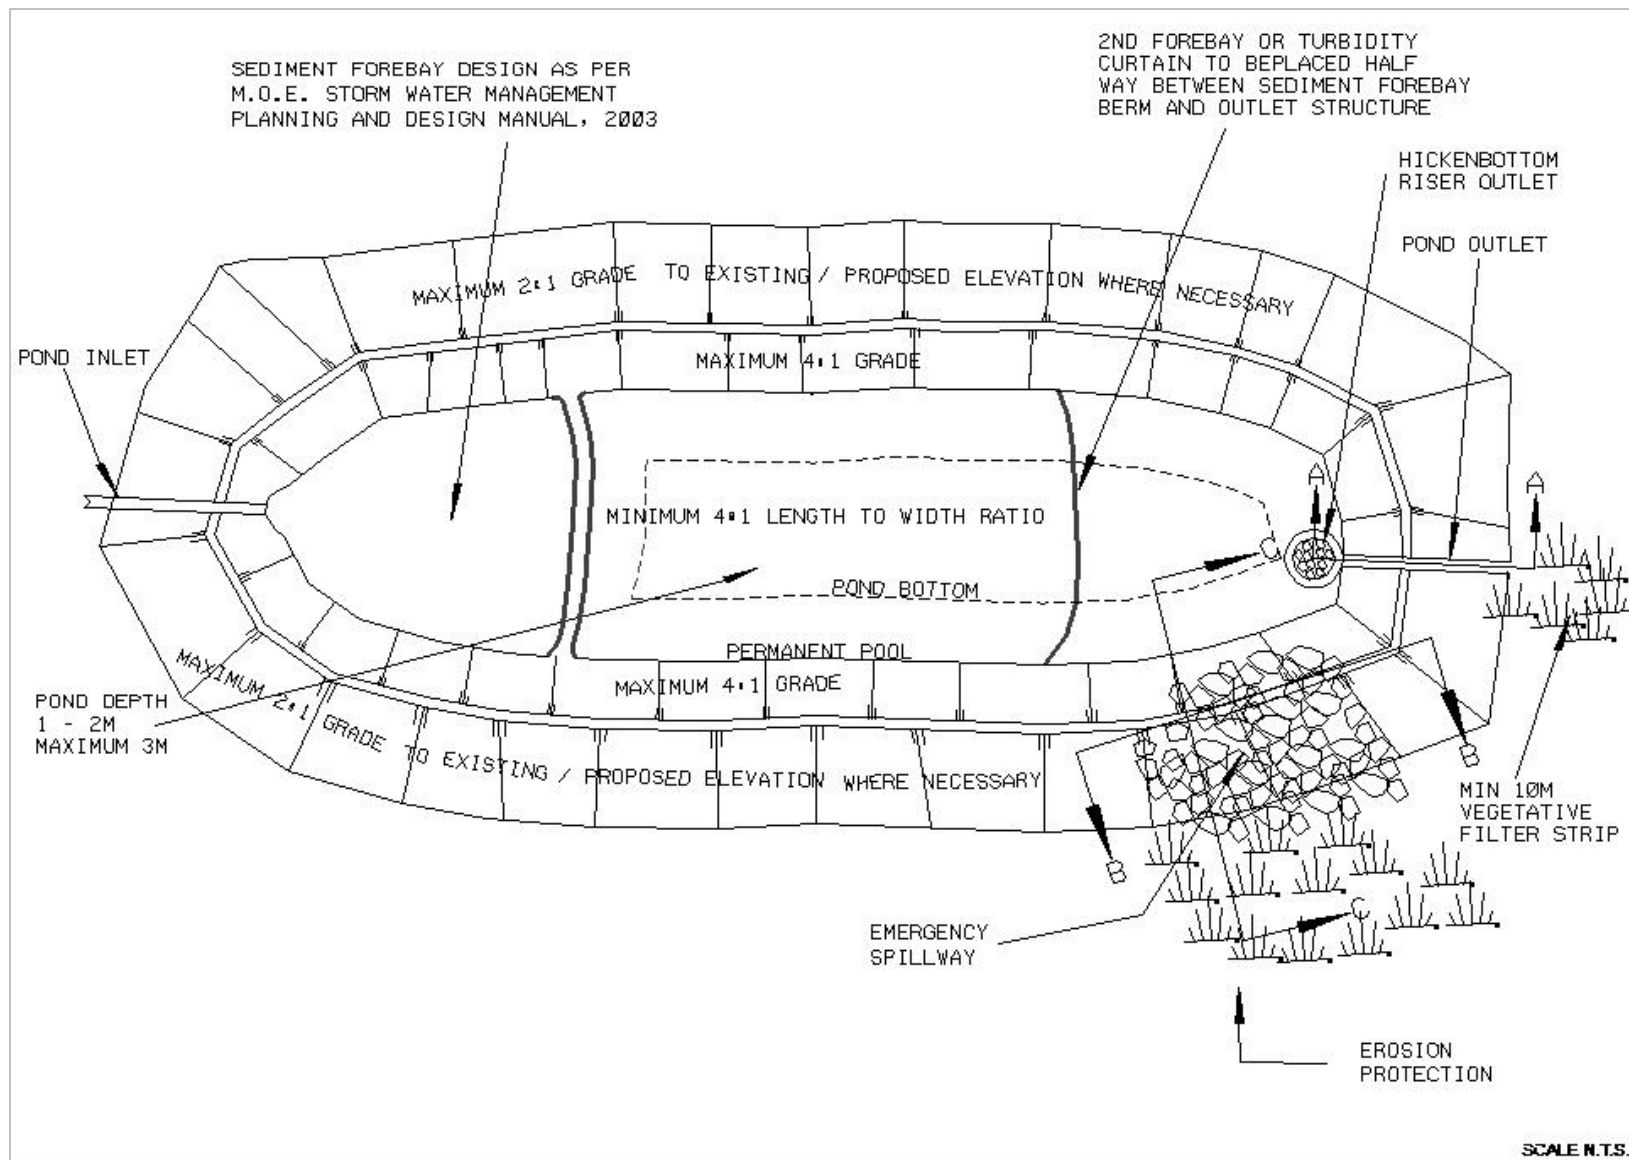 SEDIMENT FOREBAY DESIGN AS PER
M.O.E. STORM WATER MANAGEMENT
PLANNING AND DESIGN MANUAL, 2003
2ND FOREBAY OR TURBIDITY
CURTAIN TO BEPLACED HALF
WAY BETWEEN SEDIMENT FOREBAY
BERM AND OUTLET STRUCTURE
HICKENBOTTOM
RISER OUTLET
POND OUTLET
MAXIMUM 2:1 GRADE TO EXISTING / PROPOSED ELEVATION WHERE NECESSARY
POND INLET
MAXIMUM 4:1 GRADE
A
A
MINIMUM 4:1 LENGTH TO WIDTH RATIO
C
POND BOTTOM
PERMANENT POOL
MAXIMUM 4:1 GRADE
MAXIMUM 2:1 GRADE TO EXISTING / PROPOSED ELEVATION WHERE NECESSARY
POND DEPTH
1 - 2M
MAXIMUM 3M
B
B
MIN 10M
VEGETATIVE
FILTER STRIP
C
EMERGENCY
SPILLWAY
EROSION
PROTECTION
SCALE N.T.S.